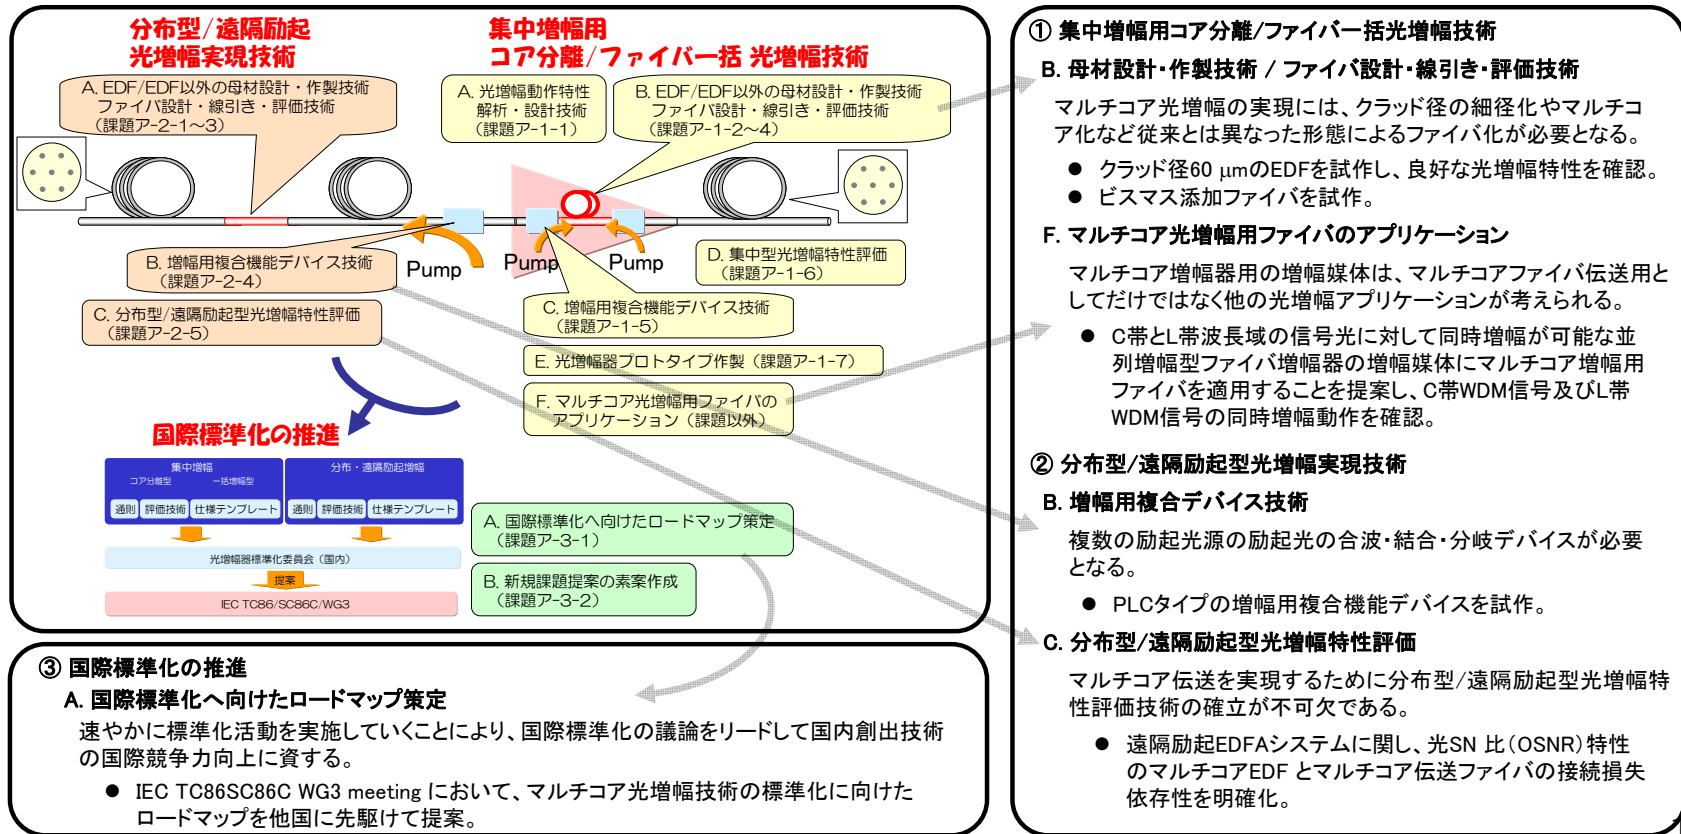 分布型/遠隔励起
光増幅実現技術
集中増幅用
コア分離/ファイバー括 光増幅技術
A. EDF/EDF以外の母材設計・作製技術
ファイバ設計・線引き・評価技術
（課題ア-2-1～3）
A. 光増幅動作特性
解析・設計技術
（課題ア-1-1）
B. EDF/EDF以外の母材設計・作製技術
ファイバ設計・線引き・評価技術
（課題ア-1-2～4）
B. 増幅用複合機能デバイス技術
（課題ア-2-4）
Pump
Pump
Pump
D. 集中型光増幅特性評価
（課題ア-1-6）
C. 分布型/遠隔励起型光増幅特性評価
（課題ア-2-5）
C. 増幅用複合機能デバイス技術
（課題ア-1-5）
E. 光増幅器プロトタイプ作製（課題ア-1-7）
F. マルチコア光増幅用ファイバの
アプリケーション（課題以外）
国際標準化の推進
集中増幅
コア分離型 一括増幅型
通則 評価技術 仕様テンプレート
分布・遠隔励起増幅
通則 評価技術 仕様テンプレート
光増幅器標準化委員会（国内）
提案
IEC TC86/SC86C/WG3
A. 国際標準化へ向けたロードマップ策定
（課題ア-3-1）
B. 新規課題提案の素案作成
（課題ア-3-2）
③ 国際標準化の推進
A. 国際標準化へ向けたロードマップ策定
速やかに標準化活動を実施していくことにより、国際標準化の議論をリードして国内創出技術
の国際競争力向上に資する。
● IEC TC86SC86C WG3 meeting において、マルチコア光増幅技術の標準化に向けた
ロードマップを他国に先駆けて提案。
① 集中増幅用コア分離/ファイバー括光増幅技術
B. 母材設計・作製技術 / ファイバ設計・線引き・評価技術
マルチコア光増幅の実現には、クラッド径の細径化やマルチコ
ア化など従来とは異なった形態によるファイバ化が必要となる。
● クラッド径60 μmのEDFを試作し、良好な光増幅特性を確認。
● ビスマス添加ファイバを試作。
F. マルチコア光増幅用ファイバのアプリケーション
マルチコア増幅器用の増幅媒体は、マルチコアファイバ伝送用と
してだけではなく他の光増幅アプリケーションが考えられる。
● C帯とL帯波長域の信号光に対して同時増幅が可能な並
列増幅型ファイバ増幅器の増幅媒体にマルチコア増幅用
ファイバを適用することを提案し、C帯WDM信号及びL帯
WDM信号の同時増幅動作を確認。
② 分布型/遠隔励起型光増幅実現技術
B. 増幅用複合デバイス技術
複数の励起光源の励起光の合波・結合・分岐デバイスが必要
となる。
● PLCタイプの増幅用複合機能デバイスを試作。
C. 分布型/遠隔励起型光増幅特性評価
マルチコア伝送を実現するために分布型/遠隔励起型光増幅特
性評価技術の確立が不可欠である。
● 遠隔励起EDFAシステムに関し、光SN 比（OSNR）特性
のマルチコアEDF とマルチコア伝送ファイバの接続損失
依存性を明確化。